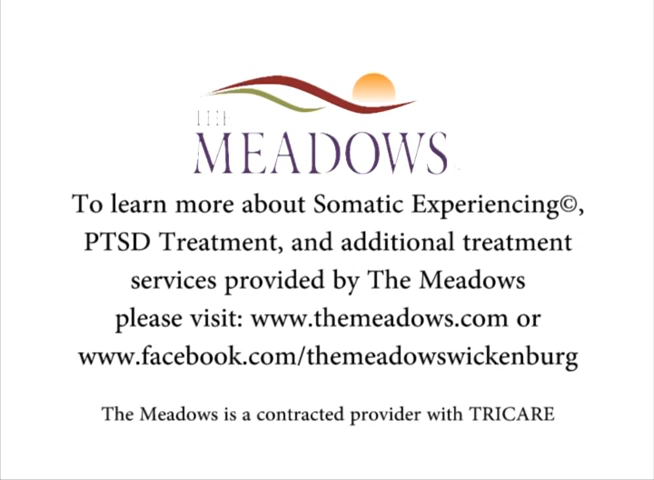 THE
MEADOWS
To learn more about Somatic Experiencing©,
PTSD Treatment, and additional treatment
services provided by The Meadows
please visit: www.themeadows.com or
www.facebook.com/themeadowswickenburg
The Meadows is a contracted provider with TRICARE